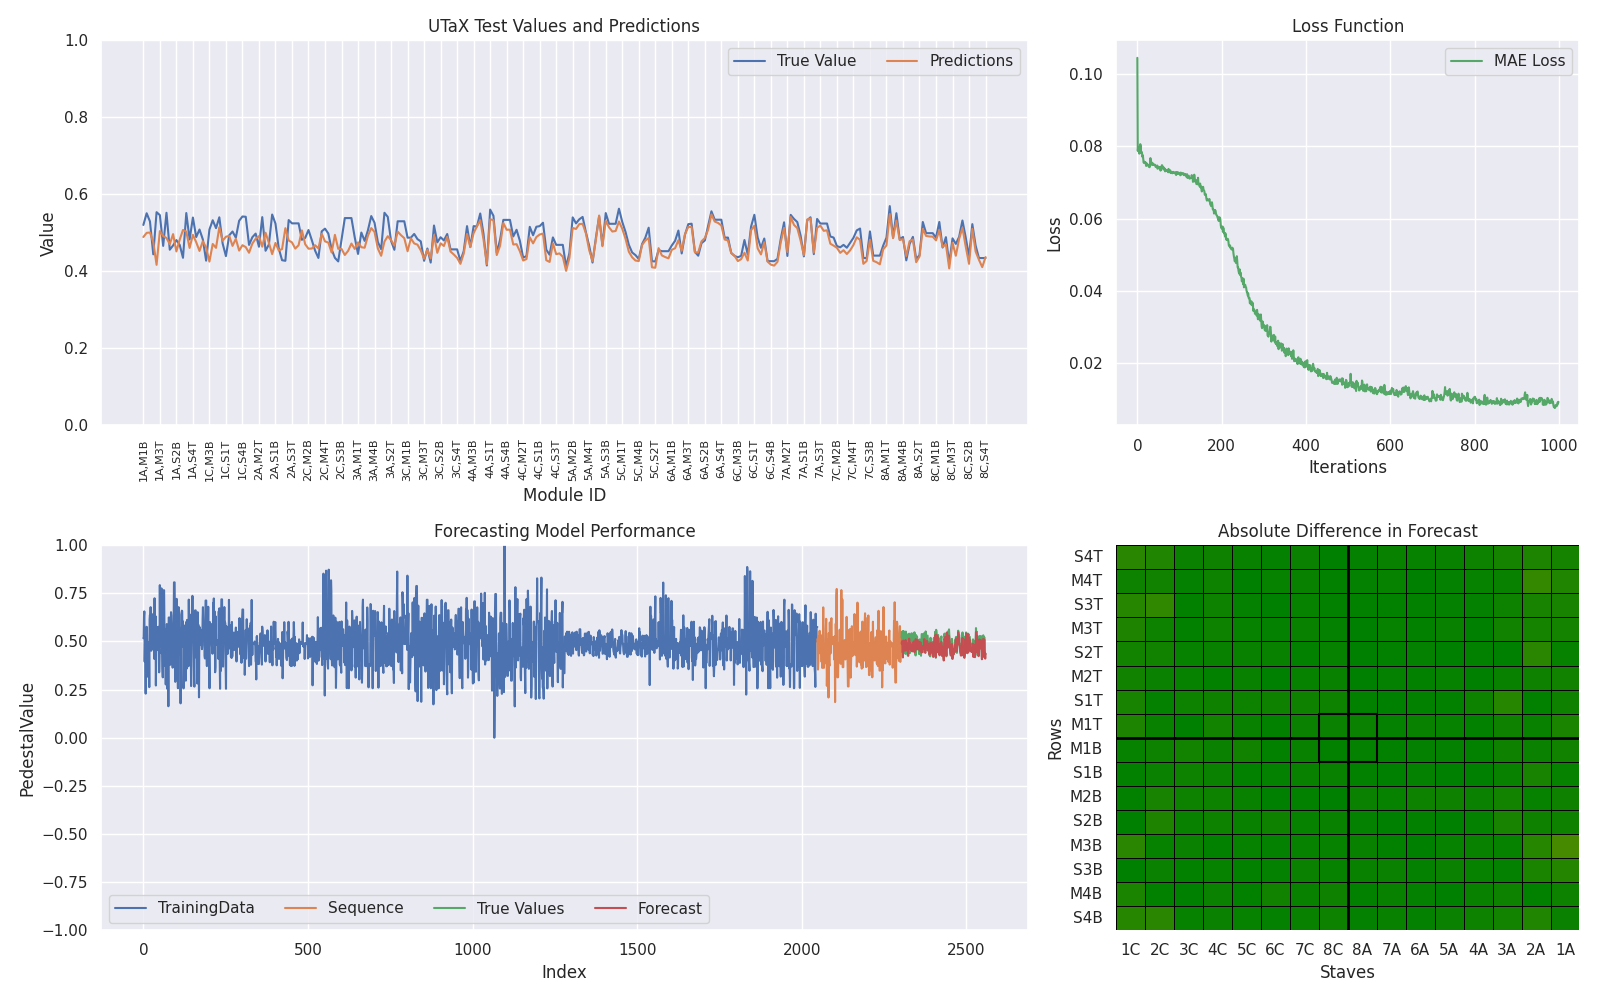 UTaX Test Values and Predictions
True Value
Predictions
Value
1.0
0.8
0.6
0.4
0.2
0.0
1A,M1B
1A,M3T
1A,S2B
1A,S4T
1C,M3B
1C,S1T
1C,S4B
2A,M2T
2A,S1B
2A,S3T
2C,M2B
2C,M4T
2C,S3B
3A,M1T
3A,M4B
3A,S2T
3C,M1B
3C,M3T
3C,S2B
3C,S4T
4A,M3B
4A,S1T
4A,S4B
4C,M2T
4C,S1B
4C,S3T
5A,M2B
5A,M4T
5A,S3B
5C,M1T
5C,M4B
5C,S2T
6A,M1B
6A,M3T
6A,S2B
6A,S4T
6C,M3B
6C,S1T
6C,S4B
7A,M2T
7A,S1B
7A,S3T
7C,M2B
7C,M4T
7C,S3B
8A,M1T
8A,M4B
8A,S2T
8C,M1B
8C,M3T
8C,S2B
8C,S4T
Module ID
Loss Function
MAE Loss
Loss
0.10
0.08
0.06
0.04
0.02
0 200 400 600 800 1000
Iterations
Forecasting Model Performance
PedestalValue
1.00
0.75
0.50
0.25
0.00
−0.25
−0.50
−0.75
−1.00
TrainingData
Sequence
True Values
Forecast
0 500 1000 1500 2000 2500
Index
Absolute Difference in Forecast
Rows
S4T
M4T
S3T
M3T
S2T
M2T
S1T
M1T
M1B
S1B
M2B
S2B
M3B
S3B
M4B
S4B
1C 2C 3C 4C 5C 6C 7C 8C 8A 7A 6A 5A 4A 3A 2A 1A
Staves